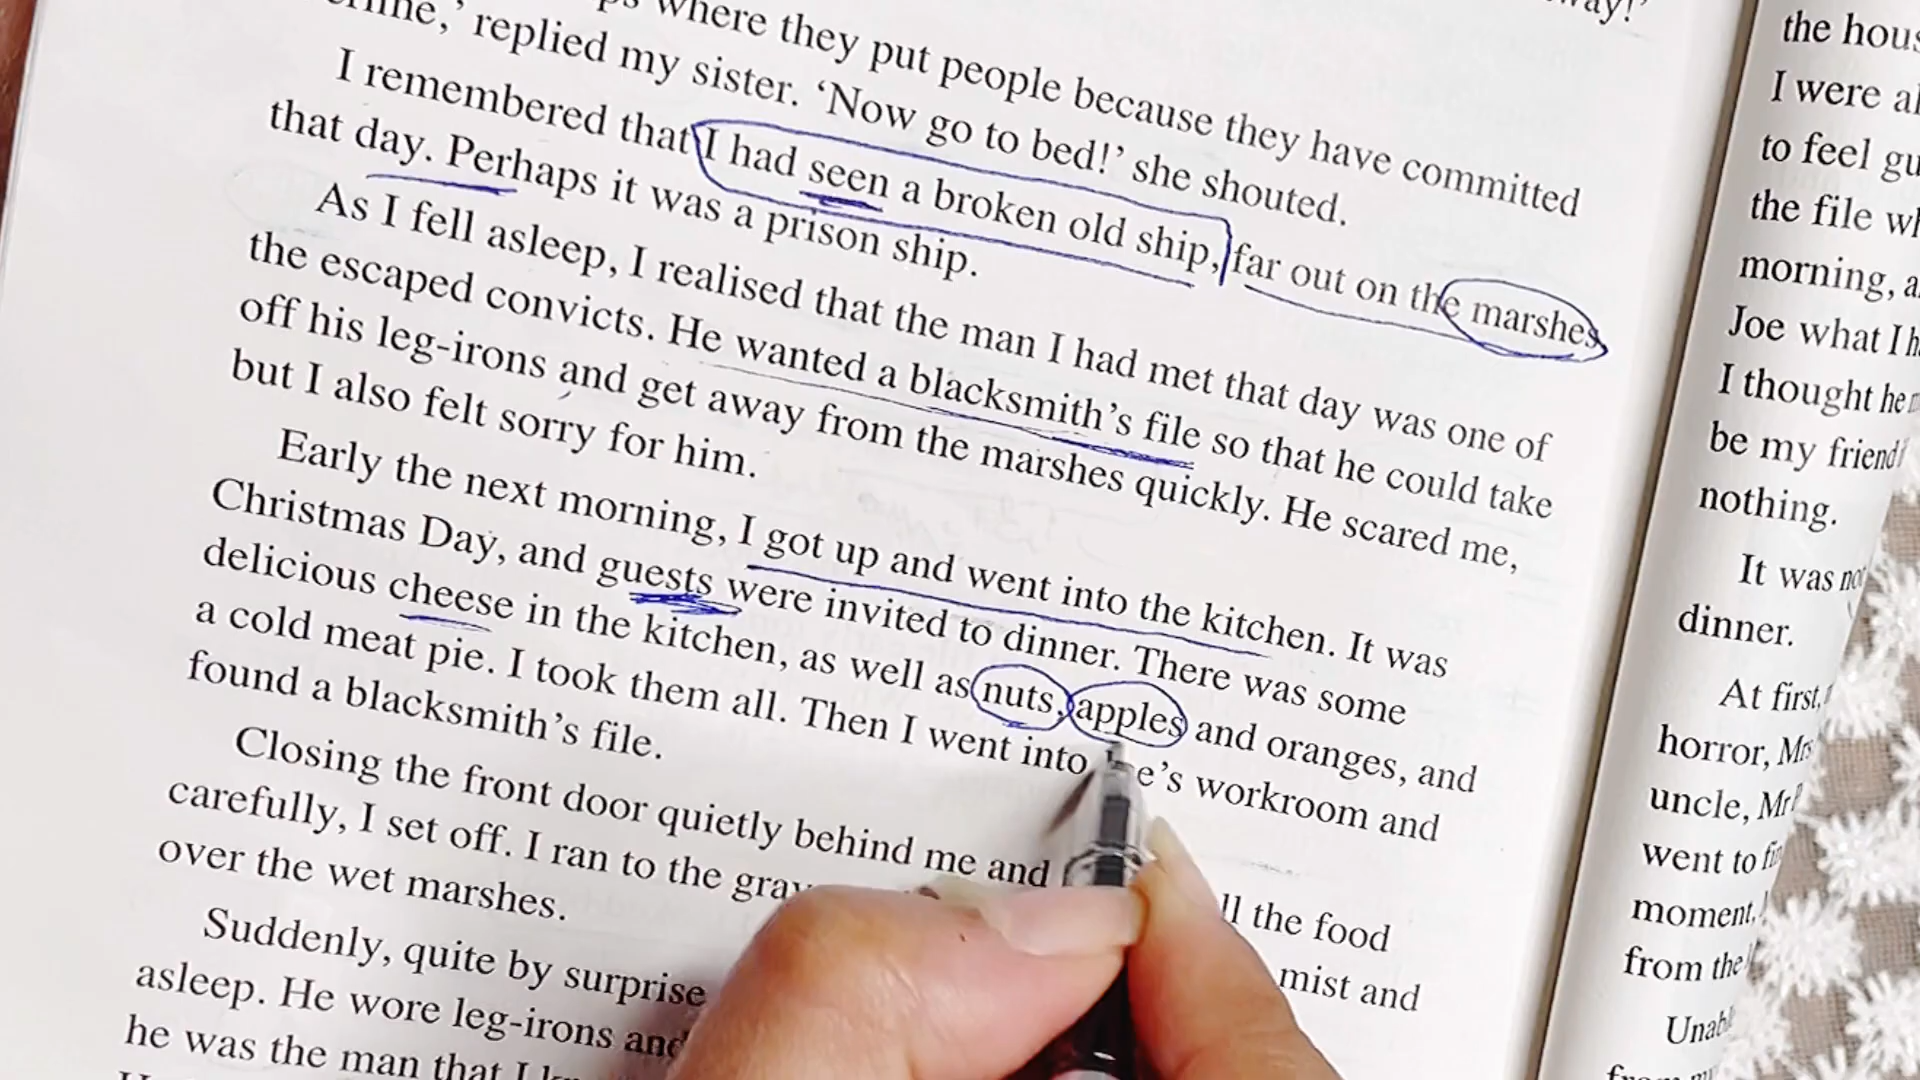 where they put people because they have committed
replied my sister. ‘Now go to bed!’ she shouted.
I remembered that I had seen a broken old ship, far out on the marshes
that day. Perhaps it was a prison ship.
As I fell asleep, I realised that the man I had met that day was one of
the escaped convicts. He wanted a blacksmith’s file so that he could take
off his leg-irons and get away from the marshes quickly. He scared me,
but I also felt sorry for him.
Early the next morning, I got up and went into the kitchen. It was
Christmas Day, and guests were invited to dinner. There was some
delicious cheese in the kitchen, as well as nuts, apples and oranges, and
a cold meat pie. I took them all. Then I went into workroom and
found a blacksmith’s file.
Closing the front door quietly behind me and the food
carefully, I set off. I ran to the mist and
over the wet marshes.
Suddenly, quite by surprise
asleep. He wore leg-irons and
he was the man that I
the
I were
to feel
the file
morning,
Joe what I
I thought he
be my friend
nothing.
It was
dinner.
At first,
horror, Mrs
uncle, Mr
went to
moment,
from the